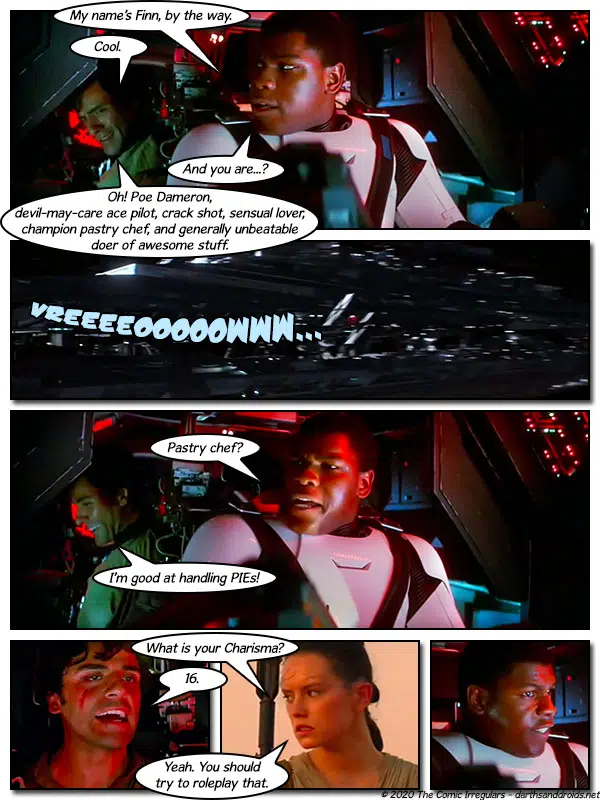 My name's Finn, by the way.
Cool.
And you are...?
Oh! Poe Dameron,
devil-may-care ace pilot, crack shot, sensual lover,
champion pastry chef, and generally unbeatable
doer of awesome stuff.
VREEEEOOOOOWWW...
Pastry chef?
I'm good at handling PIEs!
What is your Charisma?
16.
Yeah. You should
try to roleplay that.
© 2020 The Comic Irregulars - darthsanddroids.net